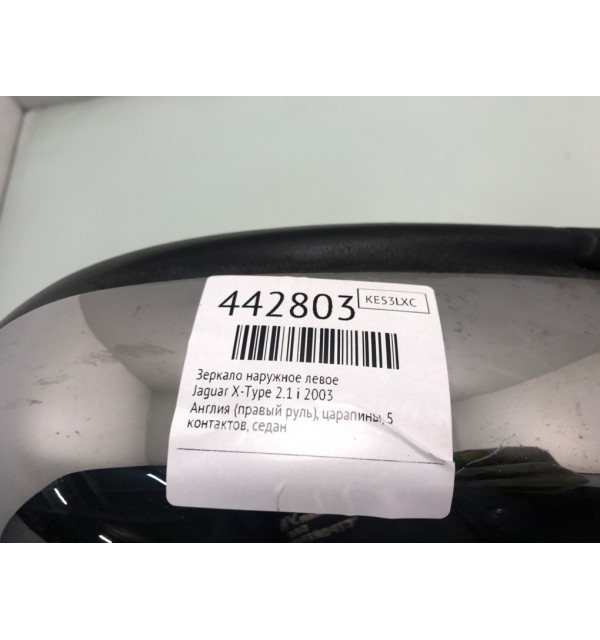 442803 KE53LXC
Зеркало наружное левое
Jaguar X-Type 2.1 i 2003
Англия (правый руль), царапины, 5
контактов, седан